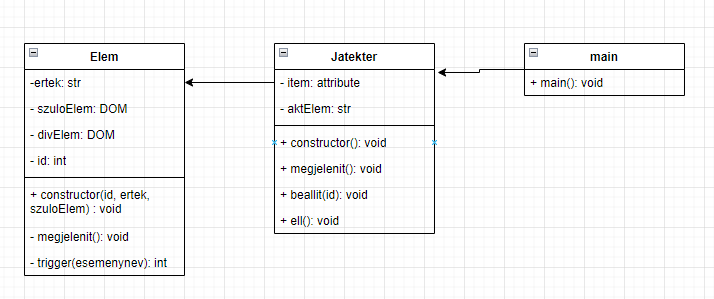 Elem
-ertek: str
- szuloElem: DOM
- divElem: DOM
- id: int
+ constructor(id, ertek,
szuloElem) : void
- megjelenit(): void
- trigger(esemenynev): int
Jatekter
- item: attribute
- aktElem: str
+ constructor(): void
+ megjelenit(): void
+ beallit(id): void
+ ell(): void
main
+ main(): void